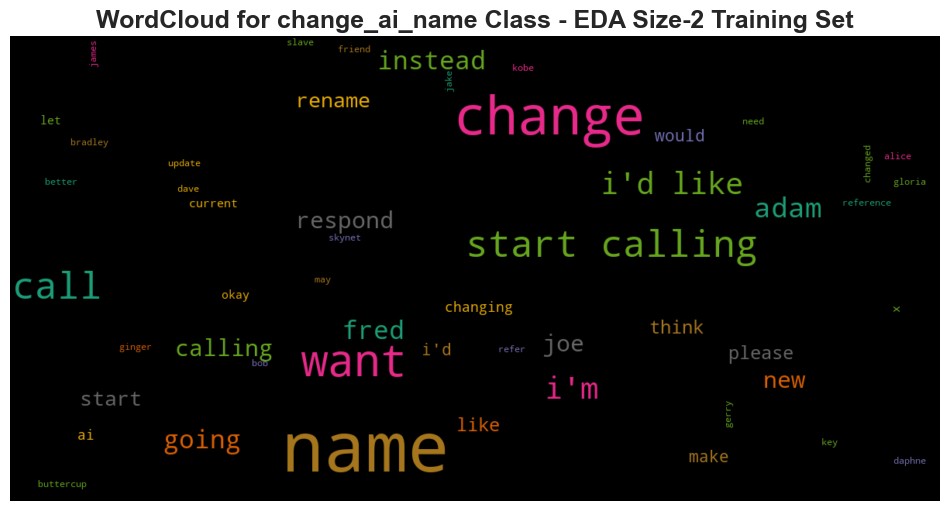 WordCloud for change_ai_name Class - EDA Size-2 Training Set
james
slave
friend
instead
kobe
jake
rename
change
let
would
need
bradley
update
changed
alice
better
dave
i'd like
gloria
current
adam
reference
respond
skynet
start calling
call
may
okay
changing
x
fred
think
ginger
calling
i'd
refer
joe
please
bob
want
new
start
i'm
ai
going
like
gerry
name
make
key
daphne
buttercup